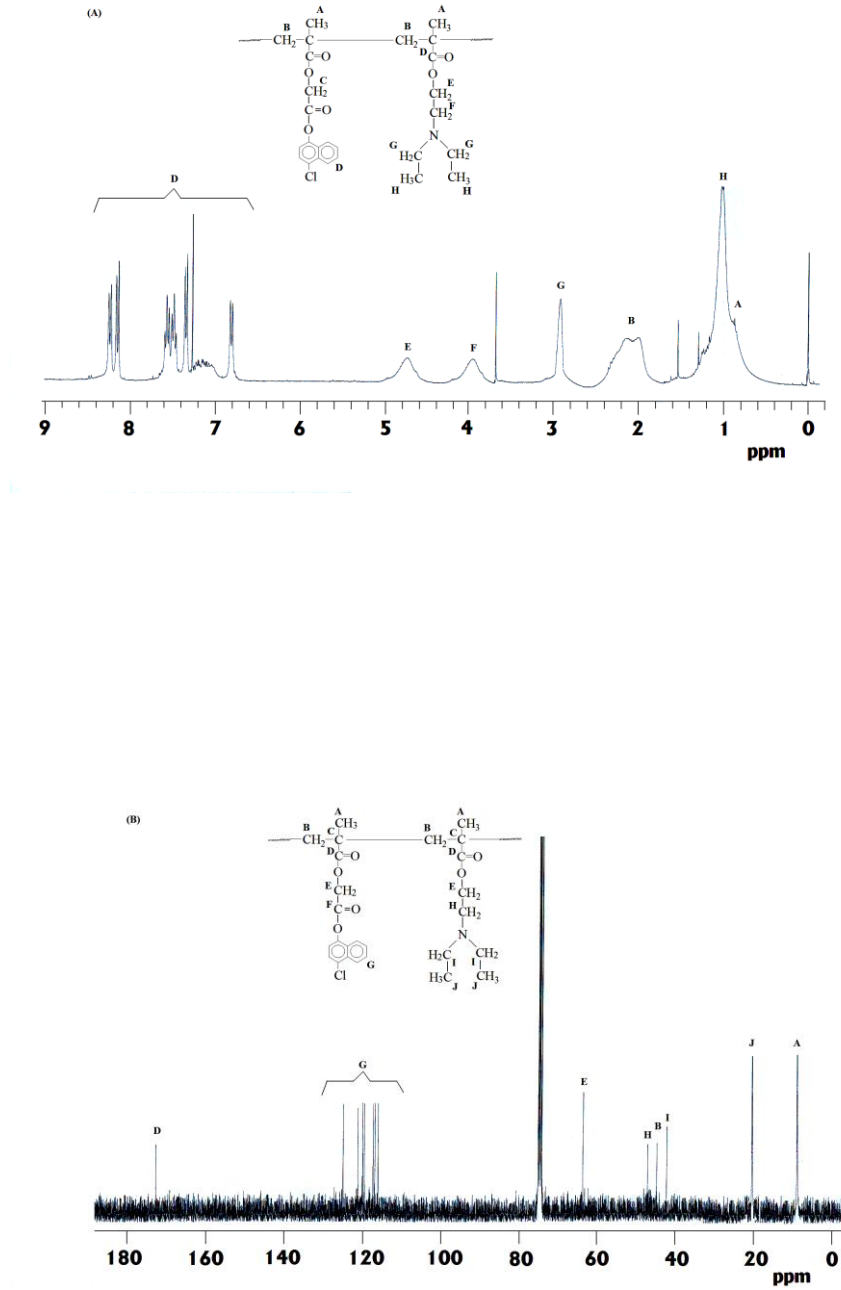 (A)
A A
B CH3 B CH3
CH2 C CH2 C
C=O D C=O
O C O E
CH2 CH2
C=O CH2 F
O N
G H2C CH2 G
Cl D H3C CH3
H H
D
H
G
A
B
E F
9 8 7 6 5 4 3 2 1 0
ppm
(B)
A A
B CH3 B CH3
CH2 C C CH2 C C
D C=O D C=O
O O
E CH2 E CH2
F C=O H CH2
O N
H2C I I CH2
Cl G H3C J J CH3
G
J A
E
D
H B I
180 160 140 120 100 80 60 40 20 0
ppm